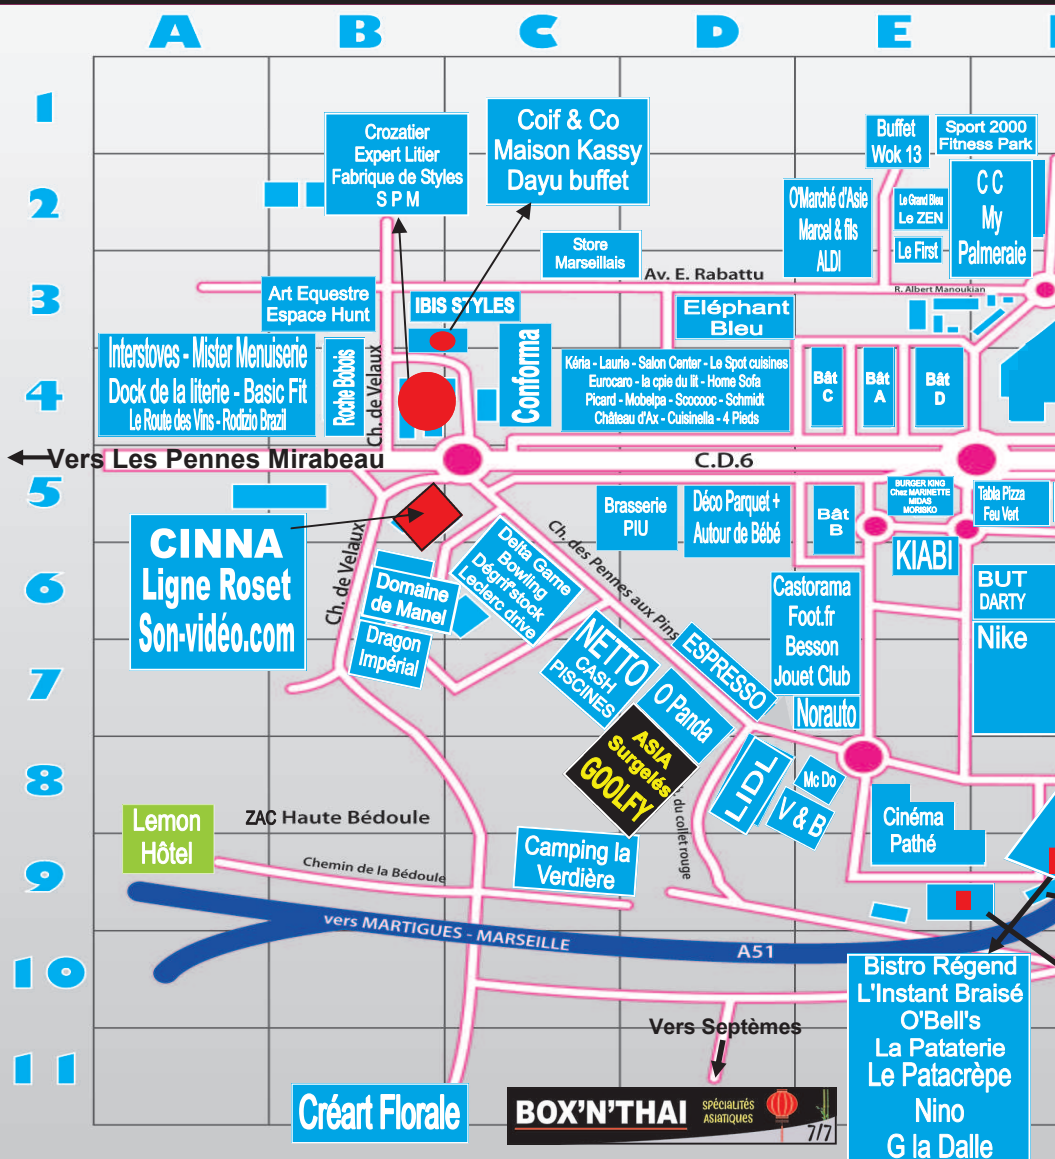 A B C D E
1
Coif & Co
Maison Kassy
Dayu buffet
Crozatier
Expert Litier
Fabrique de Styles
S P M
Buffet
Wok 13
Sport 2000
Fitness Park
2
O'Marché d'Asie
Marcel & fils
ALDI
Le Grand Bleu
Le ZEN
Le First
C C
My
Palmeraie
Store
Marseillais
Av. E. Rabattu
R. Albert Manoukian
3
Art Equestre
Espace Hunt
IBIS STYLES
Eléphant
Bleu
4
Interstoves - Mister Menuiserie
Dock de la literie - Basic Fit
Le Route des Vins - Rodizio Brazil
Roche Bobois
Ch. de Velaux
Conforma
Kéria - Laurie - Salon Center - Le Spot cuisines
Eurocaro - la cpie du lit - Home Sofa
Picard - Mobelpa - Scocooc - Schmidt
Château d'Ax - Cuisinella - 4 Pieds
Bât
C
Bât
A
Bât
D
Vers Les Pennes Mirabeau
C.D.6
5
Brasserie
PIU
Déco Parquet +
Autour de Bébé
Bât
B
BURGER KING
Chez MARINETTE
MIDAS
MORISKO
Tabla Pizza
Feu Vert
CINNA
Ligne Roset
Son-vidéo.com
Ch. de Velaux
Ch. des Pennes aux Pins
Delta Game
Bowling
Dégrif'stock
Leclerc drive
KIABI
6
Domaine
de Manel
Castorama
Foot.fr
Besson
Jouet Club
BUT
DARTY
Nike
Dragon
Impérial
7
NETTO
CASH
PISCINES
ESPRESSO
O Panda
Norauto
ASIA
Surgelés
GOOLFY
8
LIDL
Mc Do
V & B
du collet rouge
Cinéma
Pathé
Lemon
Hôtel
ZAC Haute Bédoule
9
Chemin de la Bédoule
Camping la
Verdière
vers MARTIGUES - MARSEILLE
A51
10
Bistro Régend
L'Instant Braisé
O'Bell's
La Pataterie
Le Patacrèpe
Nino
G la Dalle
Vers Septèmes
11
Créart Florale
BOX'N'THAI
SPÉCIALITÉS
ASIATIQUES
7/7